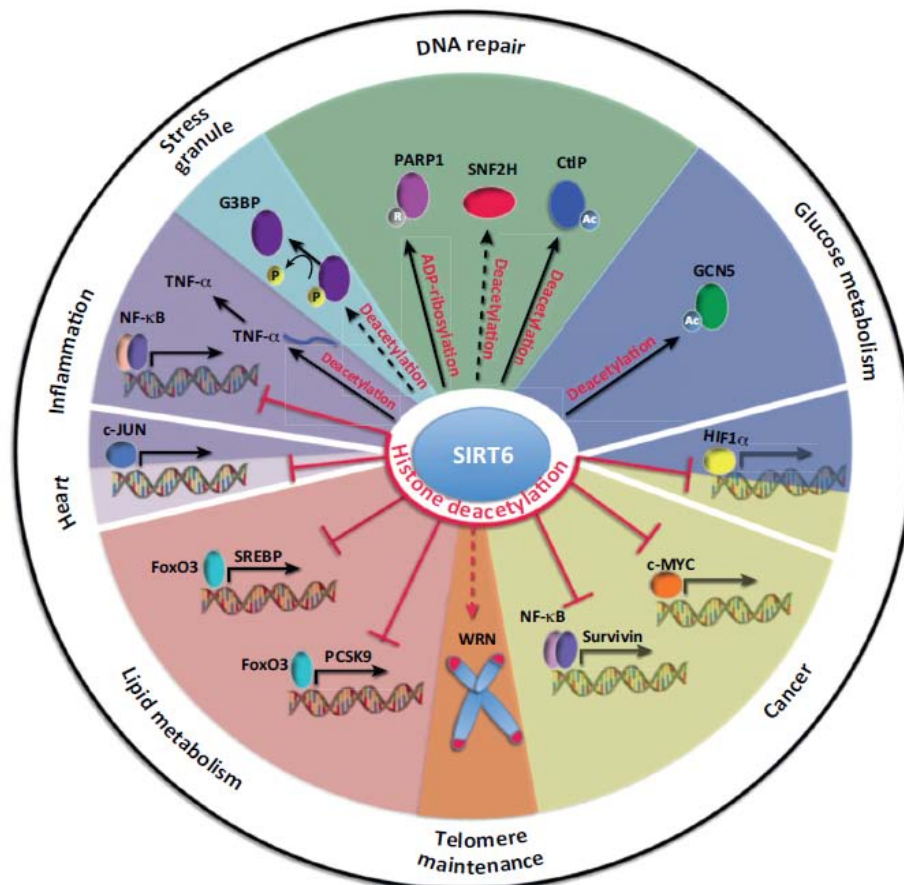 DNA repair
Stress
granule
PARP1
SNF2H
CtIP
R
Ac
G3BP
P
P
Glucose metabolism
GCN5
Ac
TNF-α
NF-κB
TNF-α
Deacetylation
ADP-ribosylation
Deacetylation
Deacetylation
Deacetylation
Deacetylation
Inflammation
c-JUN
SIRT6
Histone deacetylation
HIF1α
Heart
FoxO3
SREBP
c-MYC
NF-κB
Survivin
FoxO3
PCSK9
WRN
Lipid metabolism
Cancer
Telomere
maintenance